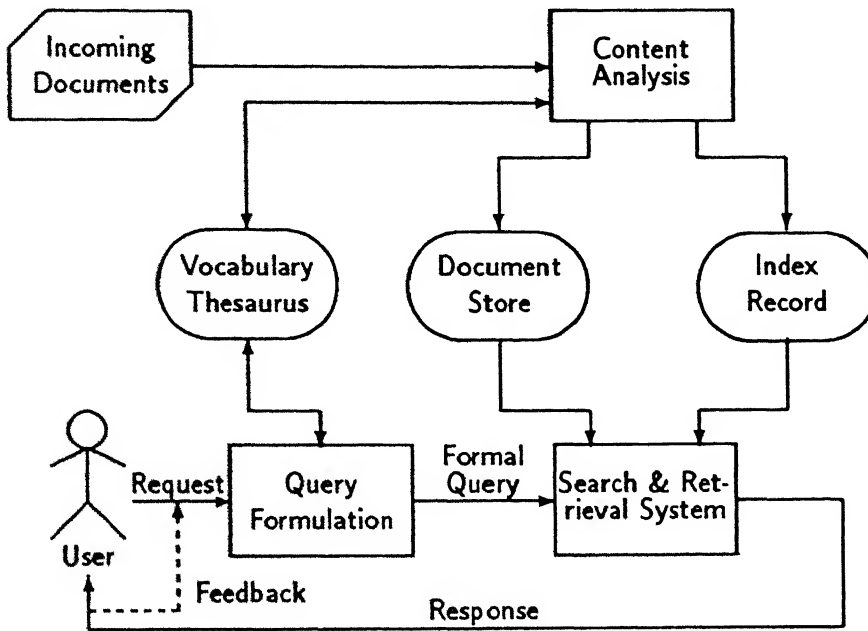 Incoming
Documents
Content
Analysis
Vocabulary
Thesaurus
Document
Store
Index
Record
User
Request
Query
Formulation
Formal
Query
Search & Ret-
rieval System
Feedback
Response